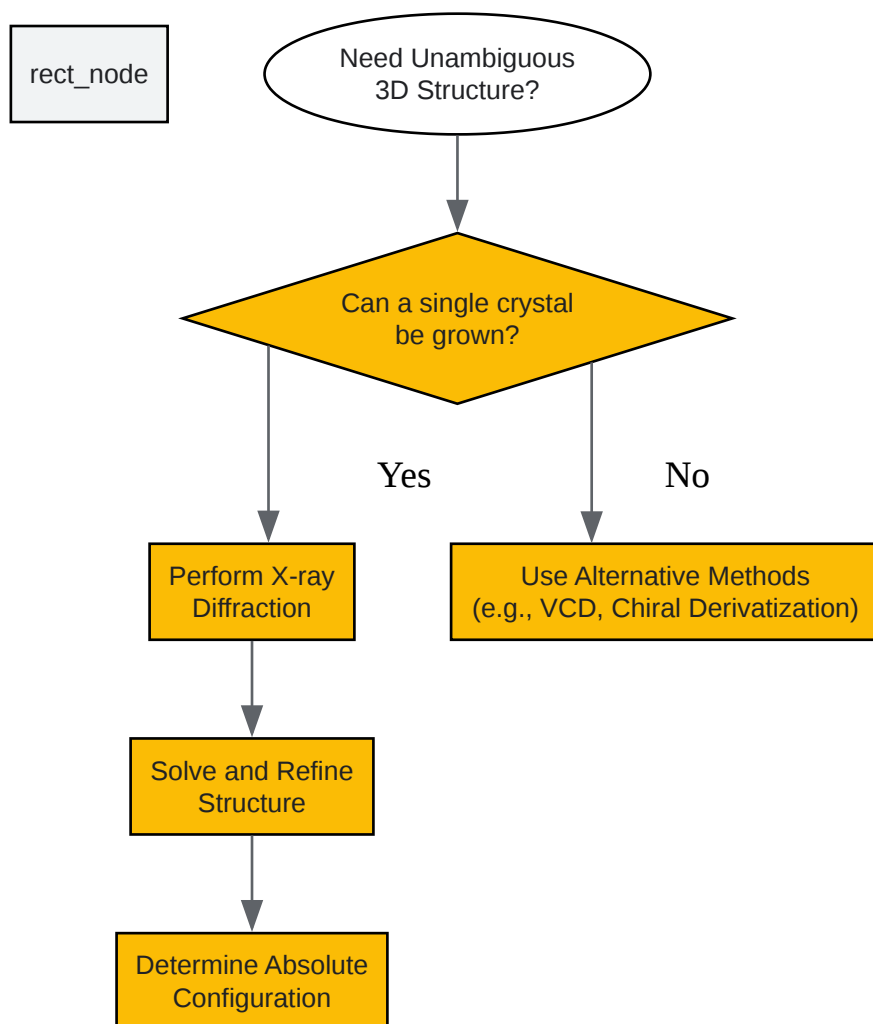 rect_node
Need Unambiguous
3D Structure?
Can a single crystal
be grown?
Yes
No
Perform X-ray
Diffraction
Use Alternative Methods
(e.g., VCD, Chiral Derivatization)
Solve and Refine
Structure
Determine Absolute
Configuration